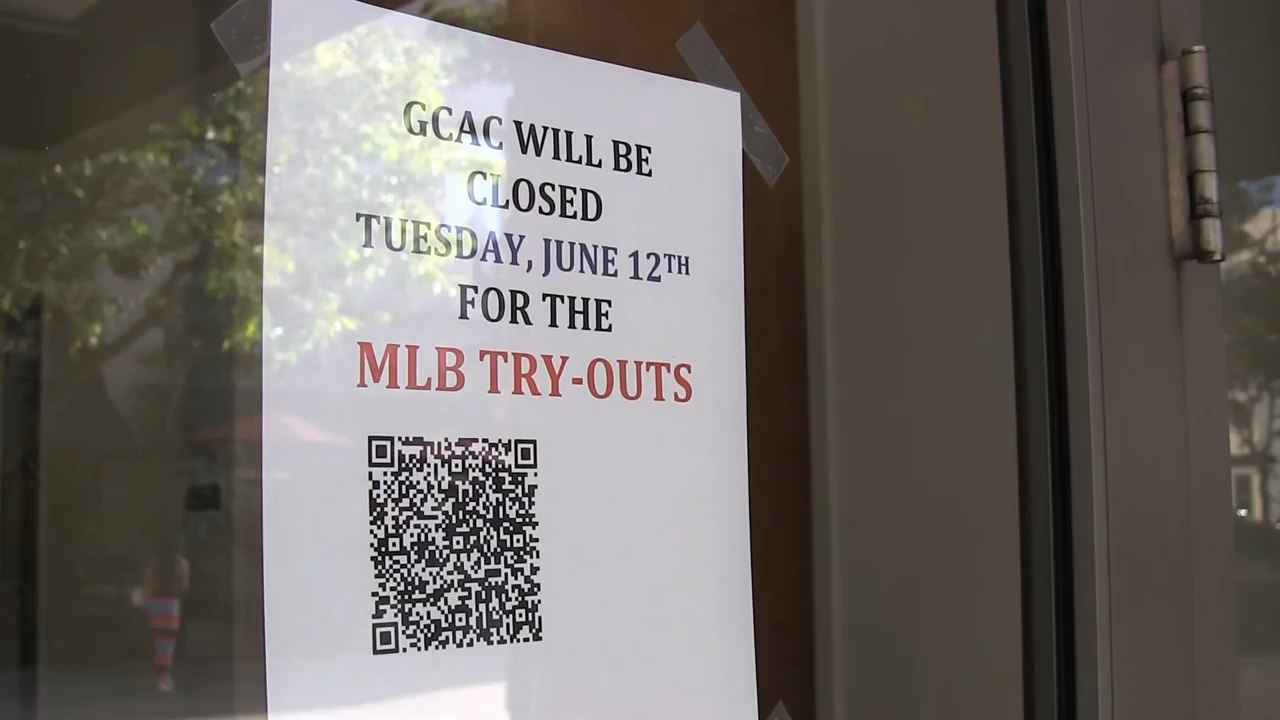 GCAC WILL BE
CLOSED
TUESDAY, JUNE 12TH
FOR THE
MLB TRY-OUTS